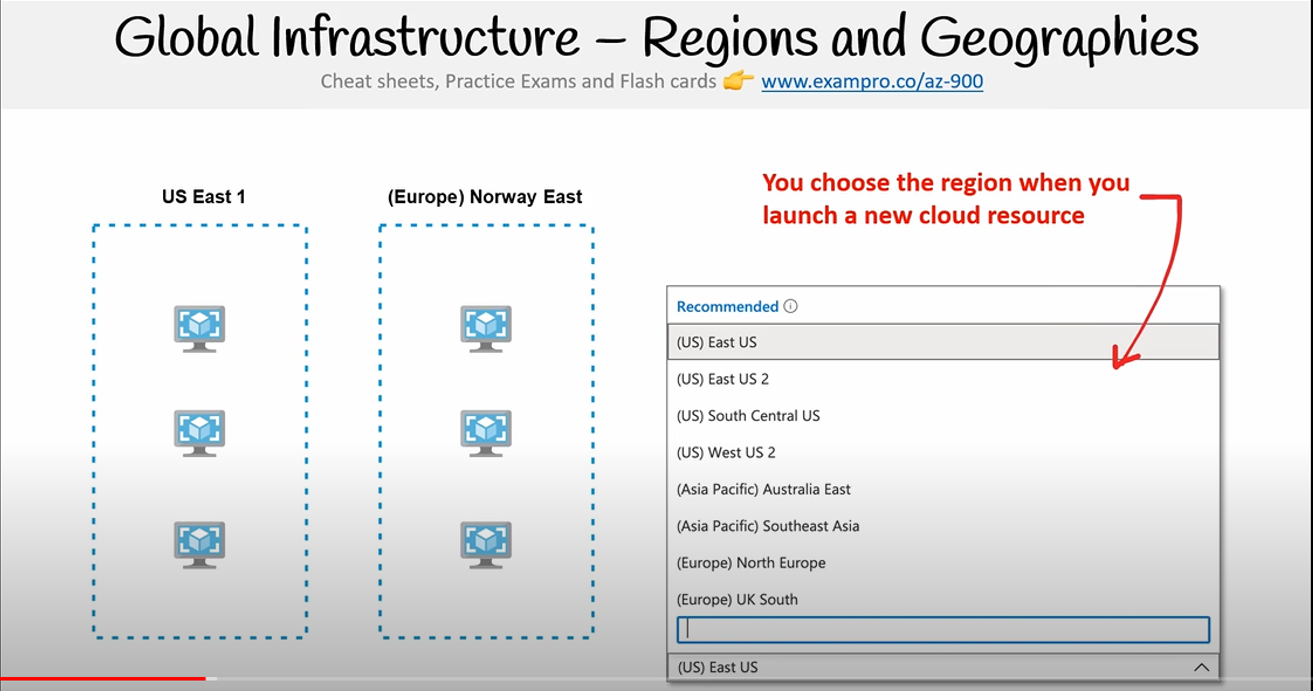 Global Infrastructure – Regions and Geographies
Cheat sheets, Practice Exams and Flash cards 👉 www.exampro.co/az-900
US East 1
(Europe) Norway East
You choose the region when you
launch a new cloud resource
Recommended
(US) East US
(US) East US 2
(US) South Central US
(US) West US 2
(Asia Pacific) Australia East
(Asia Pacific) Southeast Asia
(Europe) North Europe
(Europe) UK South
(US) East US